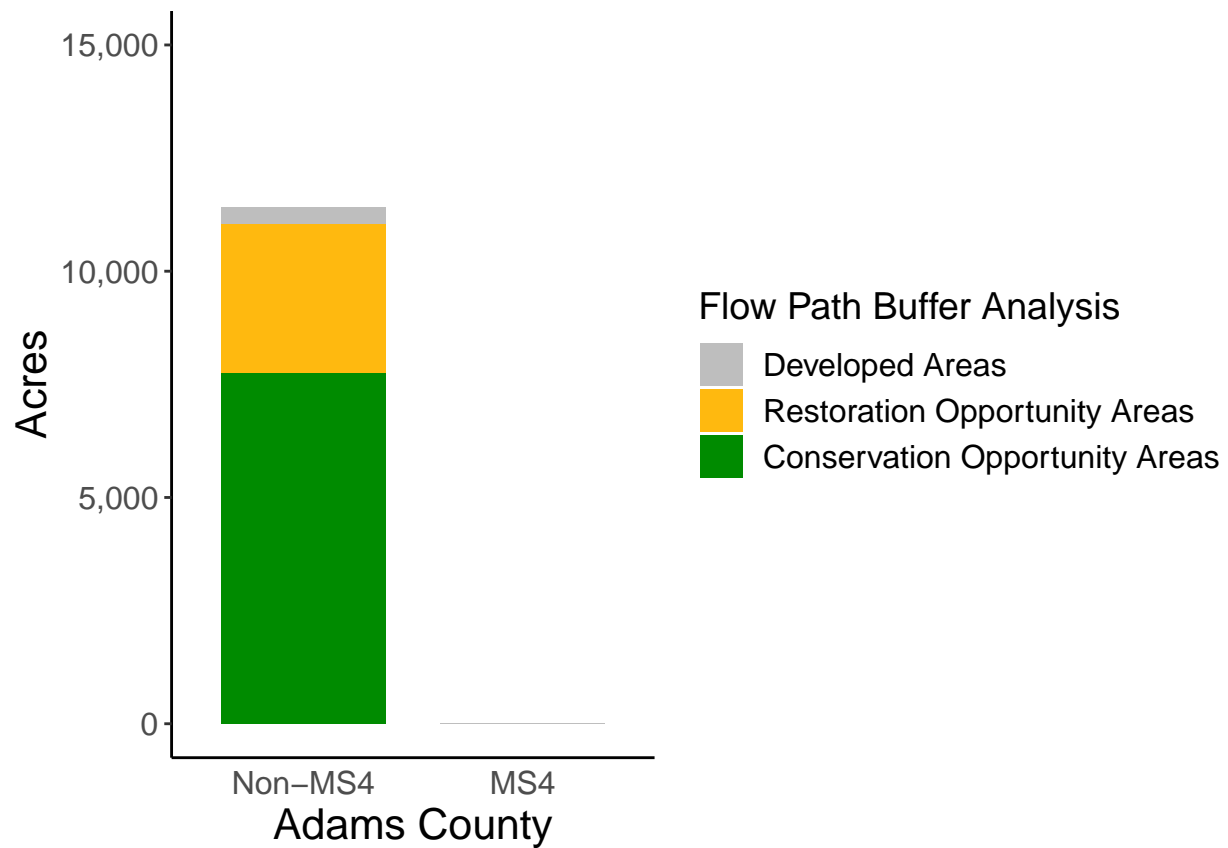 15,000
10,000
5,000
0
Acres
Non−MS4 MS4
Adams County
Flow Path Buffer Analysis
Developed Areas
Restoration Opportunity Areas
Conservation Opportunity Areas